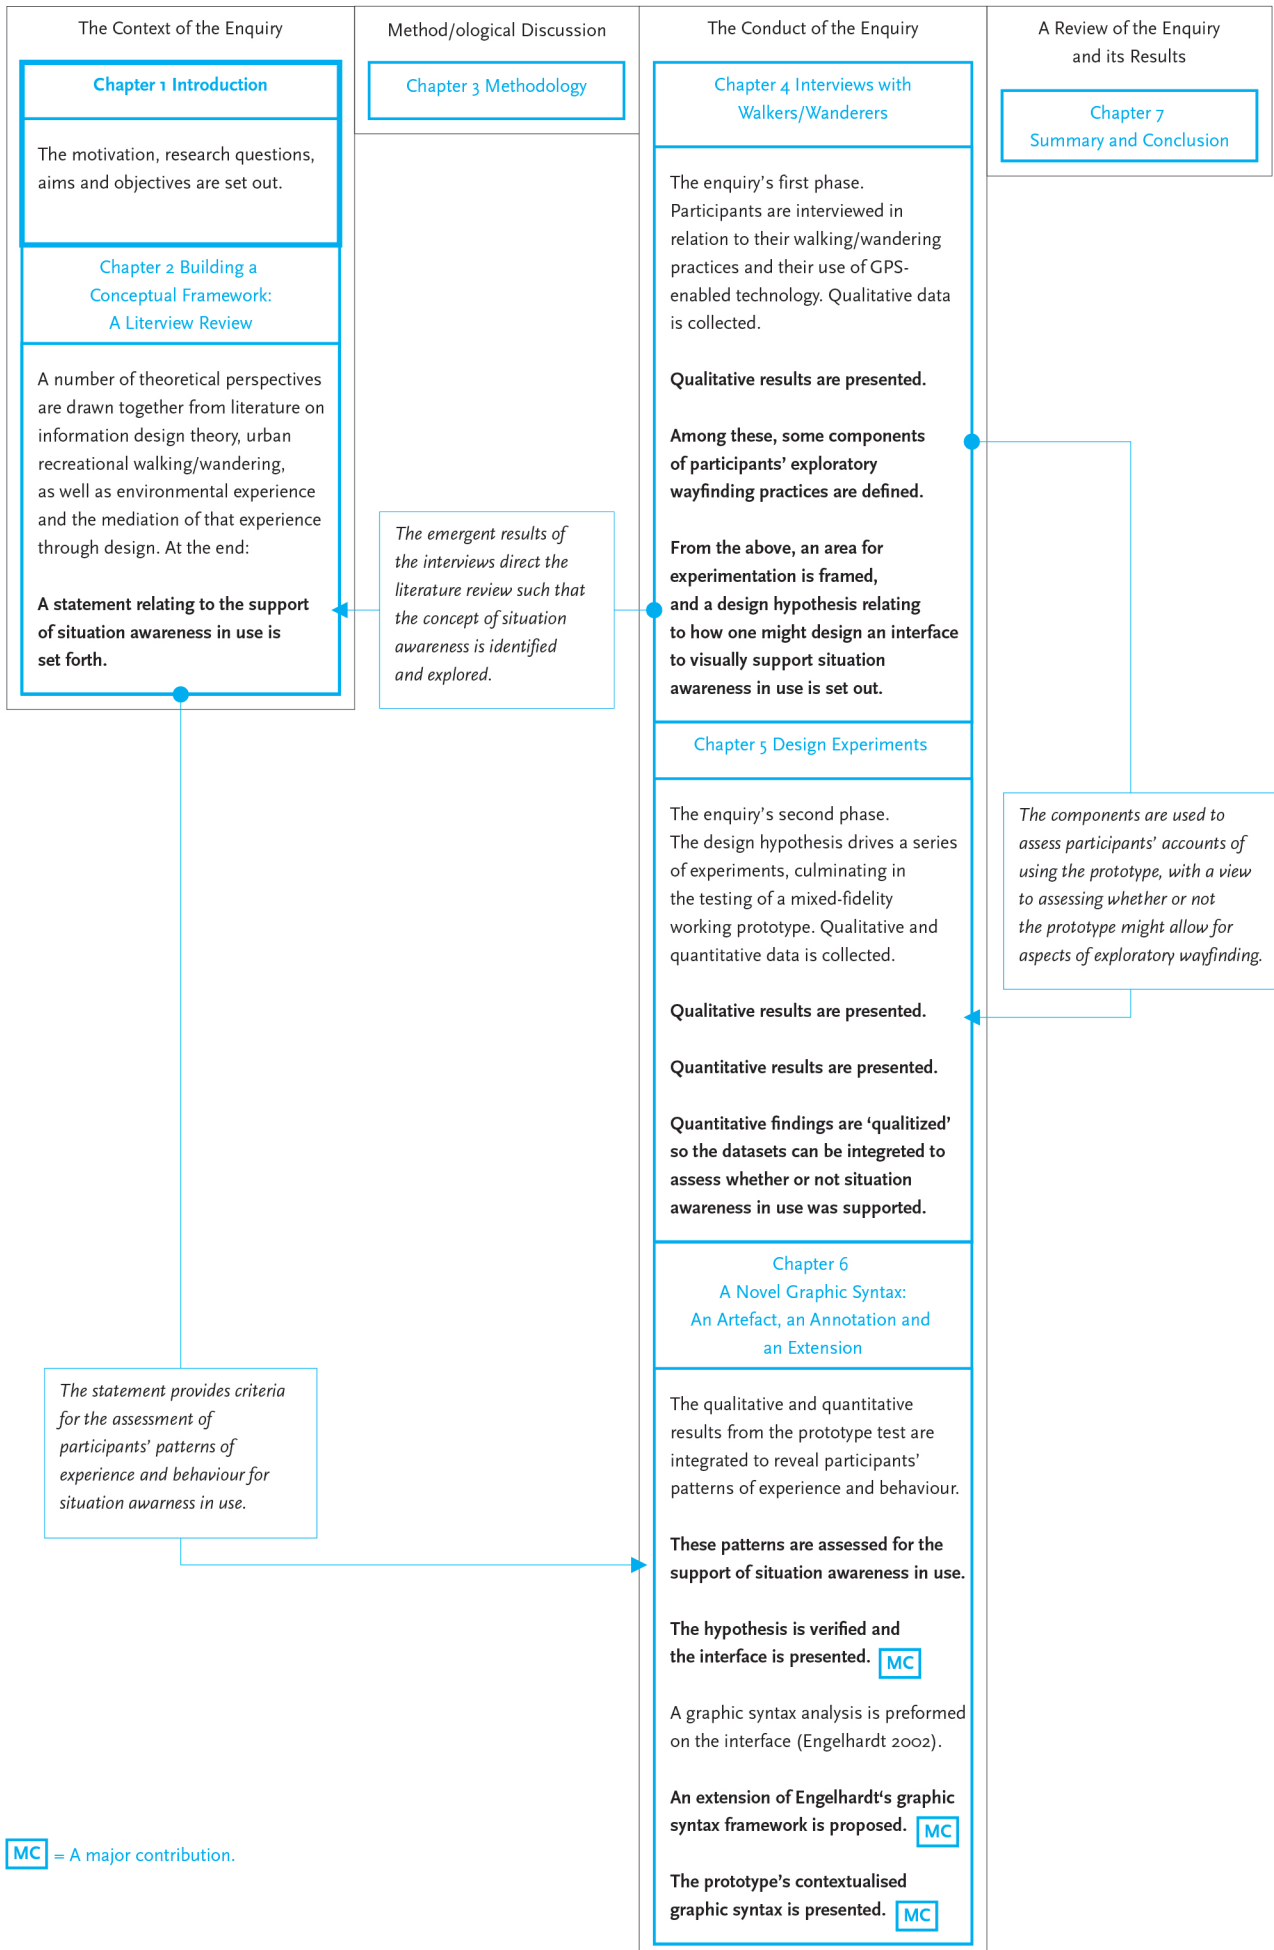 The Context of the Enquiry
Chapter 1 Introduction
The motivation, research questions,
aims and objectives are set out.
Chapter 2 Building a
Conceptual Framework:
A Literview Review
A number of theoretical perspectives
are drawn together from literature on
information design theory, urban
recreational walking/wandering,
as well as environmental experience
and the mediation of that experience
through design. At the end:
A statement relating to the support
of situation awareness in use is
set forth.
The statement provides criteria
for the assessment of
participants’ patterns of
experience and behaviour for
situation awarness in use.
MC = A major contribution.
Method/ological Discussion
Chapter 3 Methodology
The emergent results of
the interviews direct the
literature review such that
the concept of situation
awareness is identified
and explored.
The Conduct of the Enquiry
Chapter 4 Interviews with
Walkers/Wanderers
The enquiry’s first phase.
Participants are interviewed in
relation to their walking/wandering
practices and their use of GPS-
enabled technology. Qualitative data
is collected.
Qualitative results are presented.
Among these, some components
of participants’ exploratory
wayfinding practices are defined.
From the above, an area for
experimentation is framed,
and a design hypothesis relating
to how one might design an interface
to visually support situation
awareness in use is set out.
Chapter 5 Design Experiments
The enquiry’s second phase.
The design hypothesis drives a series
of experiments, culminating in
the testing of a mixed-fidelity
working prototype. Qualitative and
quantitative data is collected.
Qualitative results are presented.
Quantitative results are presented.
Quantitative findings are ‘qualitized’
so the datasets can be integreted to
assess whether or not situation
awareness in use was supported.
Chapter 6
A Novel Graphic Syntax:
An Artefact, an Annotation and
an Extension
The qualitative and quantitative
results from the prototype test are
integrated to reveal participants’
patterns of experience and behaviour.
These patterns are assessed for the
support of situation awareness in use.
The hypothesis is verified and
the interface is presented. MC
A graphic syntax analysis is preformed
on the interface (Engelhardt 2002).
An extension of Engelhardt‘s graphic
syntax framework is proposed. MC
The prototype’s contextualised
graphic syntax is presented. MC
A Review of the Enquiry
and its Results
Chapter 7
Summary and Conclusion
The components are used to
assess participants’ accounts of
using the prototype, with a view
to assessing whether or not
the prototype might allow for
aspects of exploratory wayfinding.